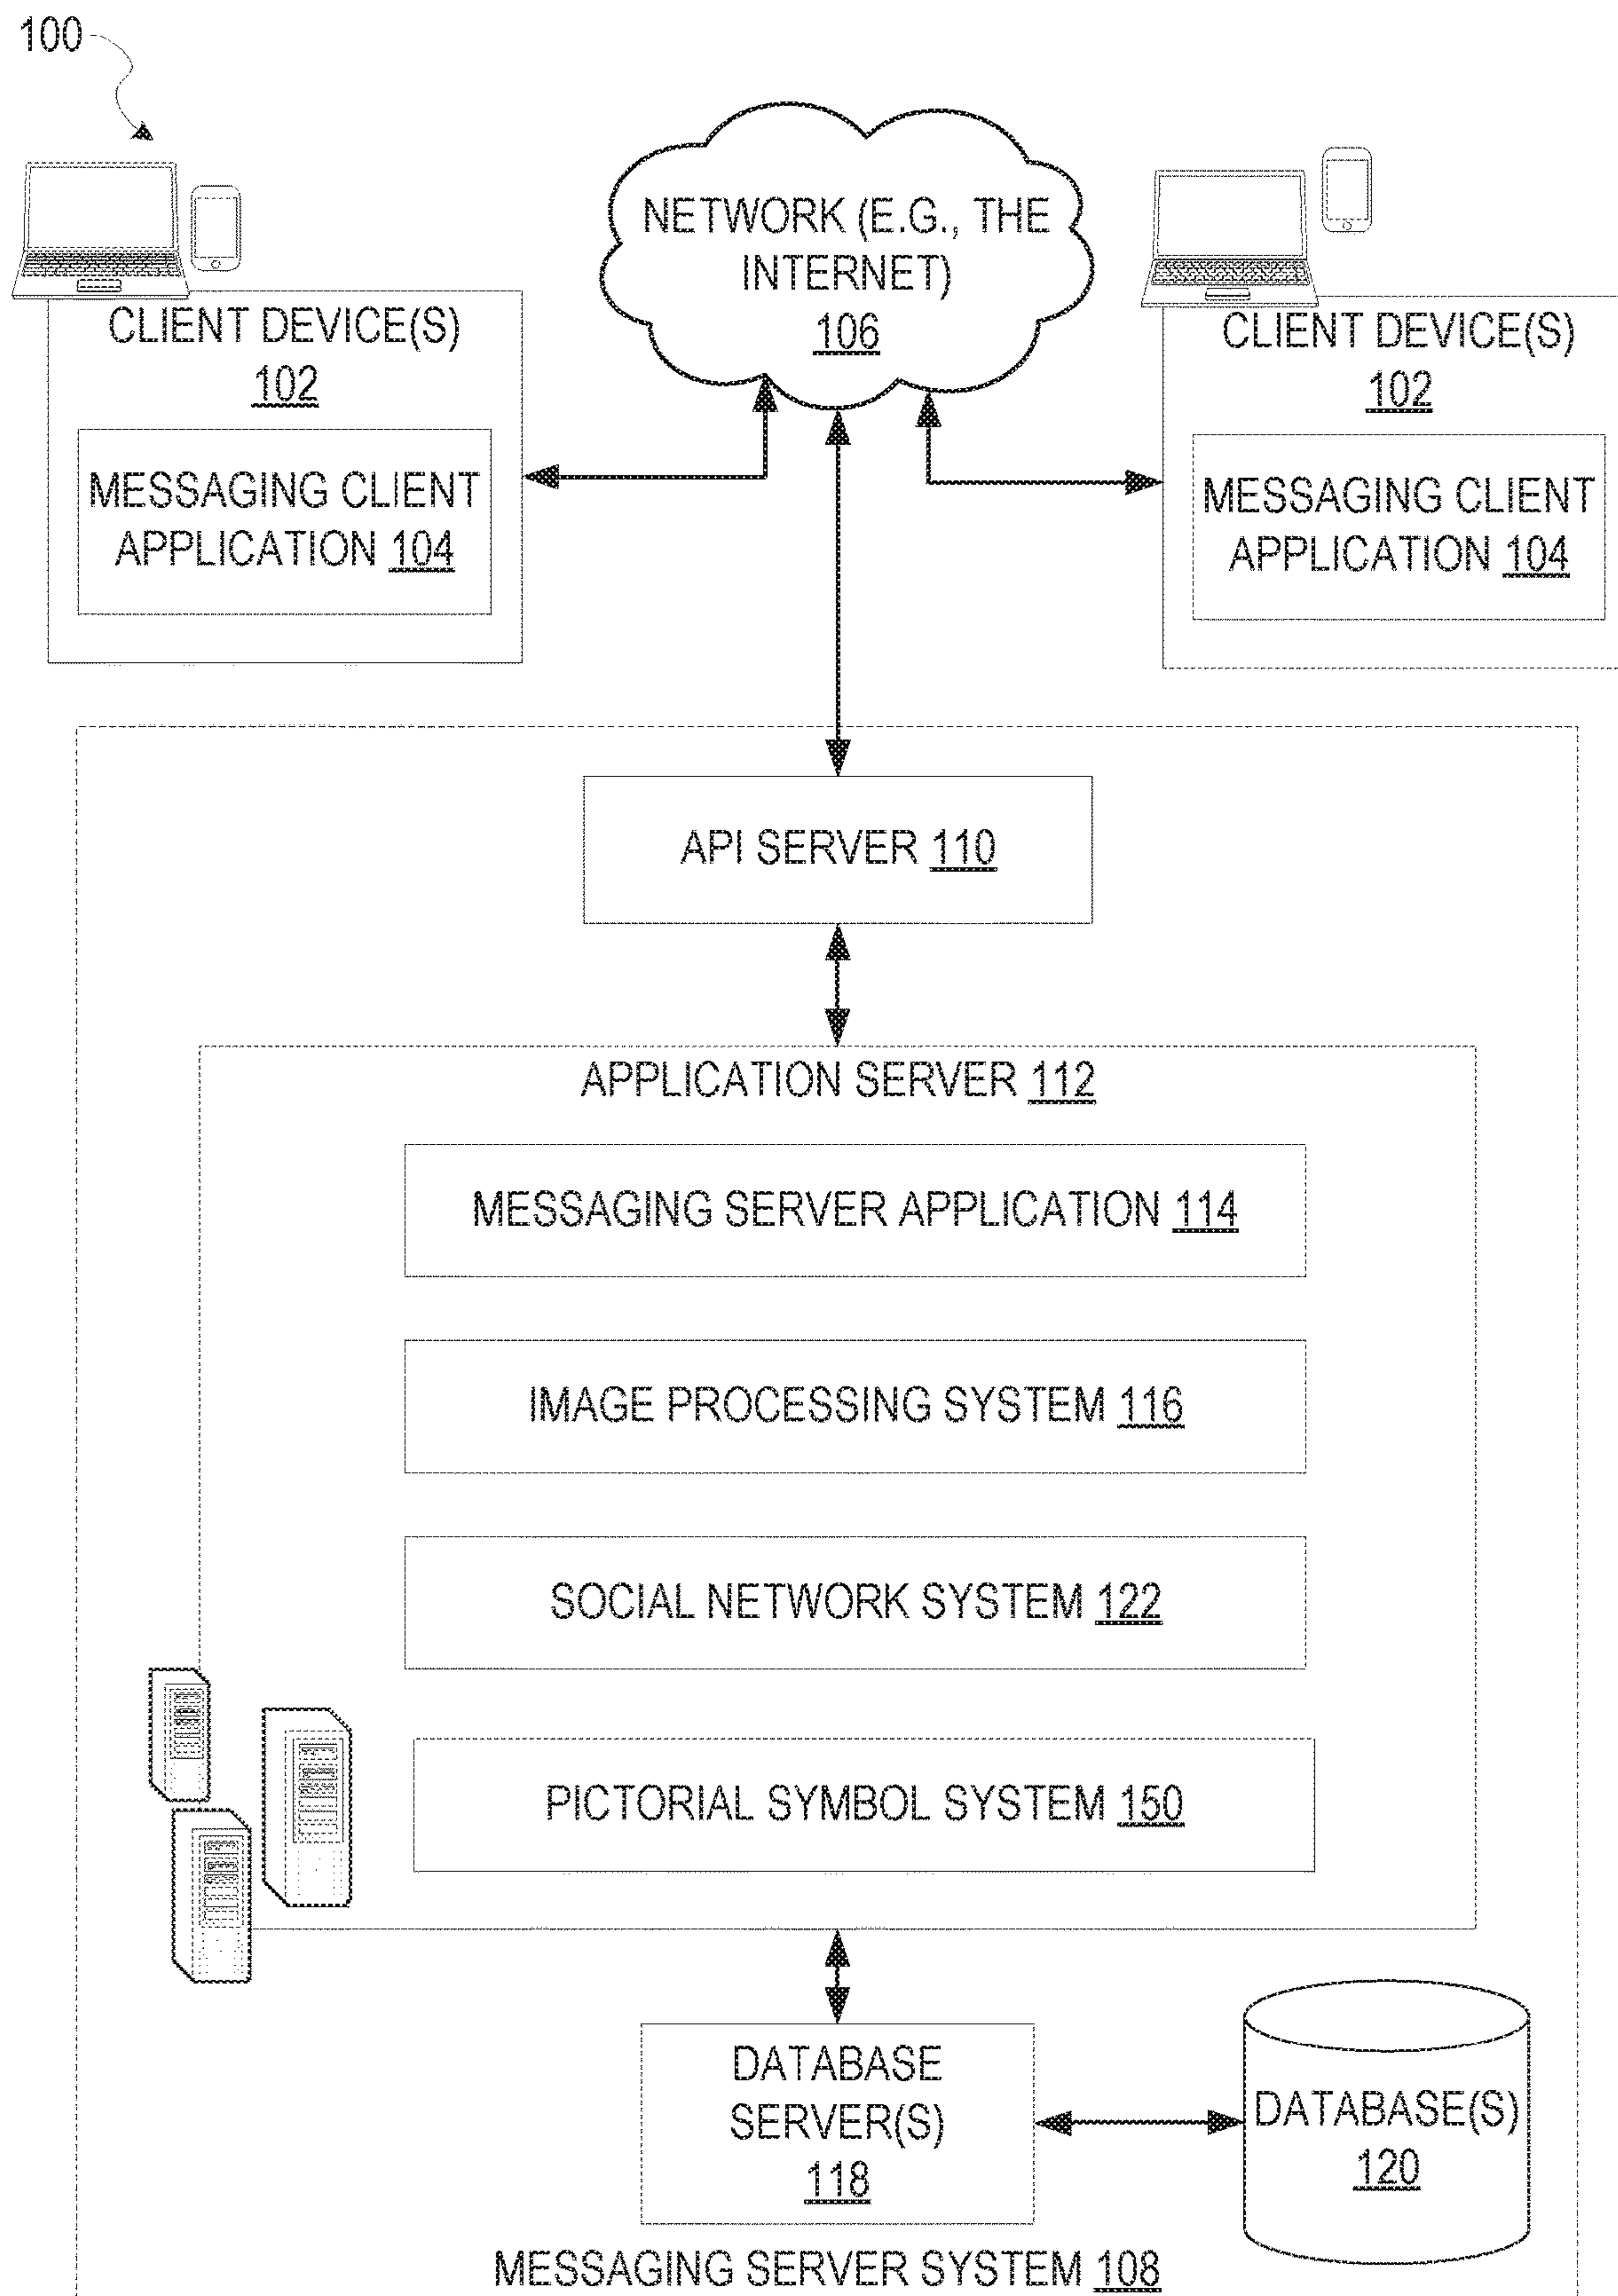 100
NETWORK (E.G., THE
INTERNET)
106
CLIENT DEVICE(S)
102
MESSAGING CLIENT
APPLICATION 104
CLIENT DEVICE(S)
102
MESSAGING CLIENT
APPLICATION 104
API SERVER 110
APPLICATION SERVER 112
MESSAGING SERVER APPLICATION 114
IMAGE PROCESSING SYSTEM 116
SOCIAL NETWORK SYSTEM 122
PICTORIAL SYMBOL SYSTEM 150
DATABASE
SERVER(S)
118
DATABASE(S)
120
MESSAGING SERVER SYSTEM 108